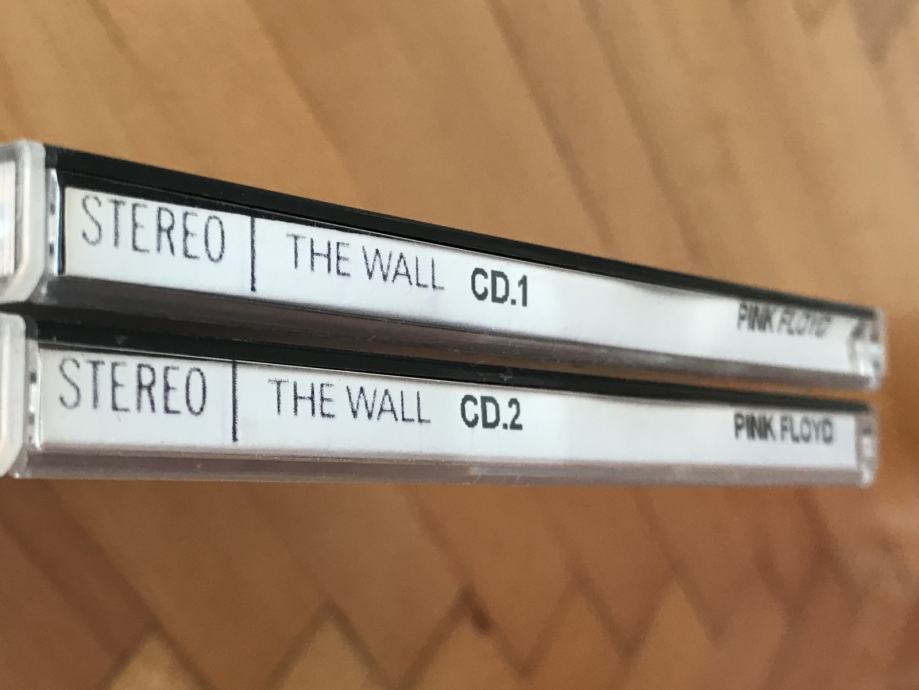 STEREO | THE WALL CD.1 PINK FLOYD
STEREO | THE WALL CD.2 PINK FLOYD